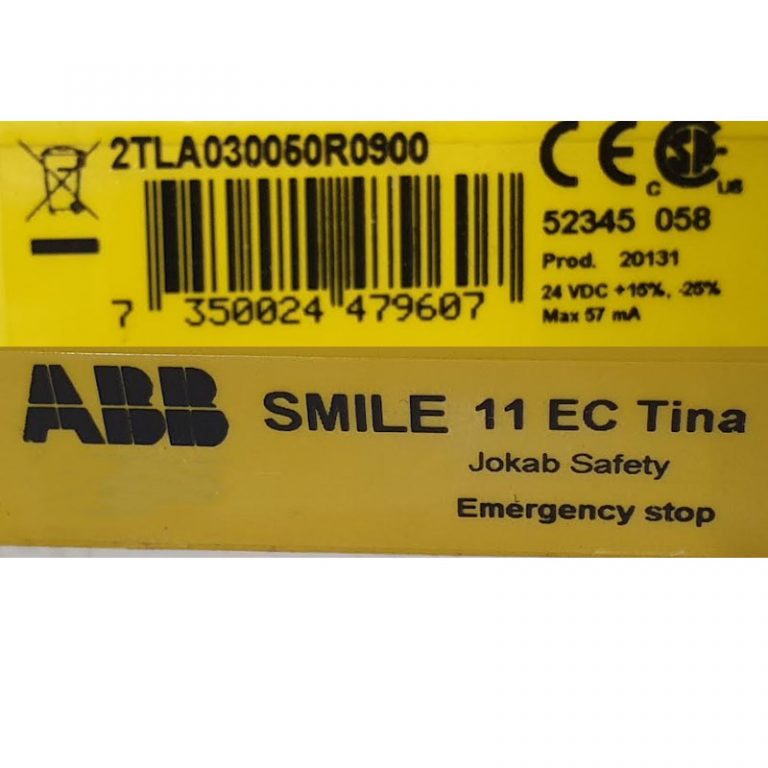 2TLA030050R0900
7 350024 479607
CE
C US
52345 058
Prod. 20131
24 VDC +15%, -25%
Max 57 mA
ABB SMILE 11 EC Tina
Jokab Safety
Emergency stop